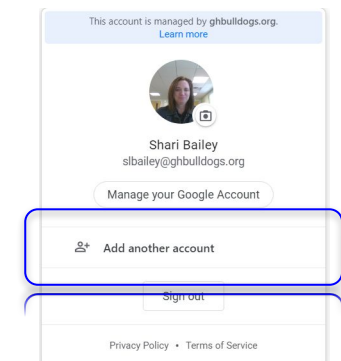 This account is managed by ghbulldogs.org.
Learn more
Shari Bailey
slbailey@ghbulldogs.org
Manage your Google Account
Add another account
Sign out
Privacy Policy • Terms of Service